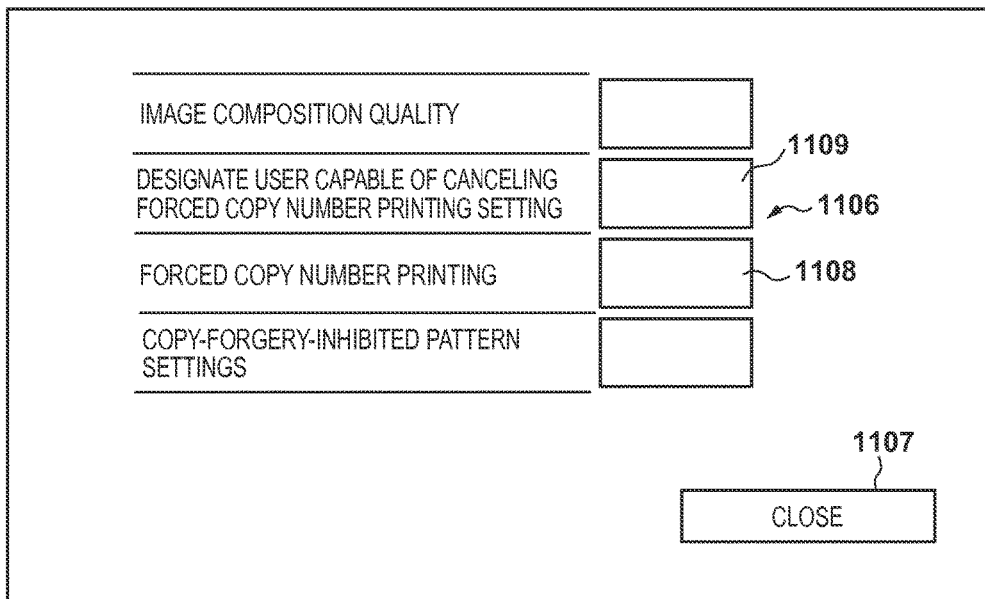 IMAGE COMPOSITION QUALITY
1109
DESIGNATE USER CAPABLE OF CANCELING
FORCED COPY NUMBER PRINTING SETTING
1106
FORCED COPY NUMBER PRINTING
1108
COPY-FORGERY-INHIBITED PATTERN
SETTINGS
1107
CLOSE